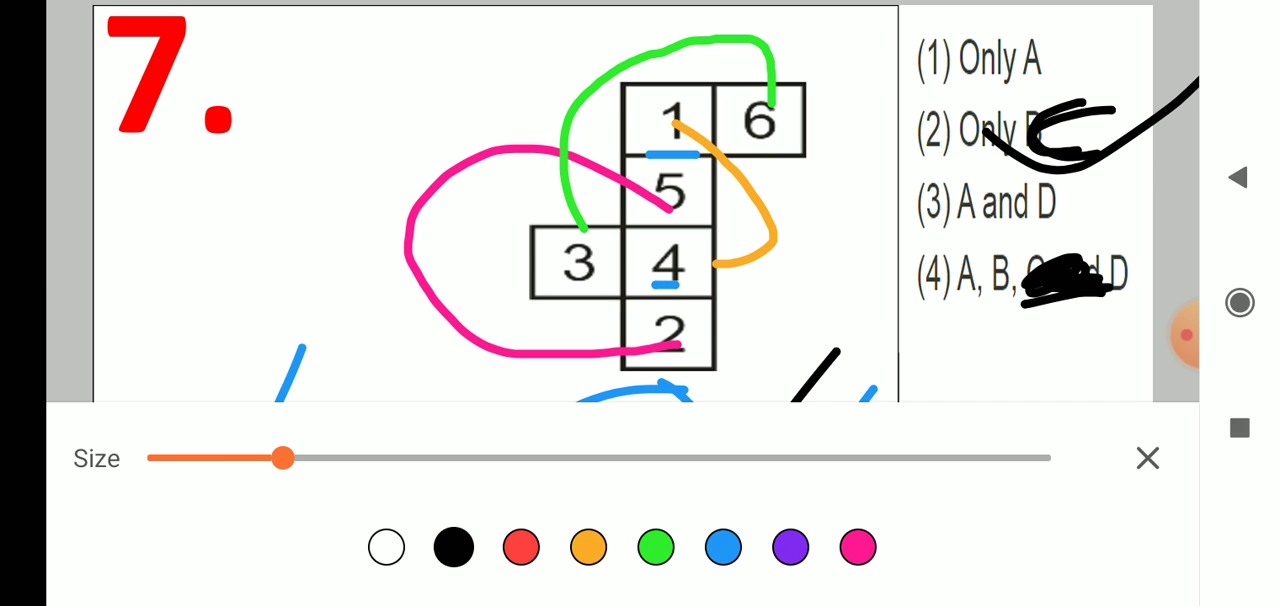 7.
1 6
5
3 4
2
(1) Only A
(2) Only B
(3) A and D
(4) A, B, D
Size